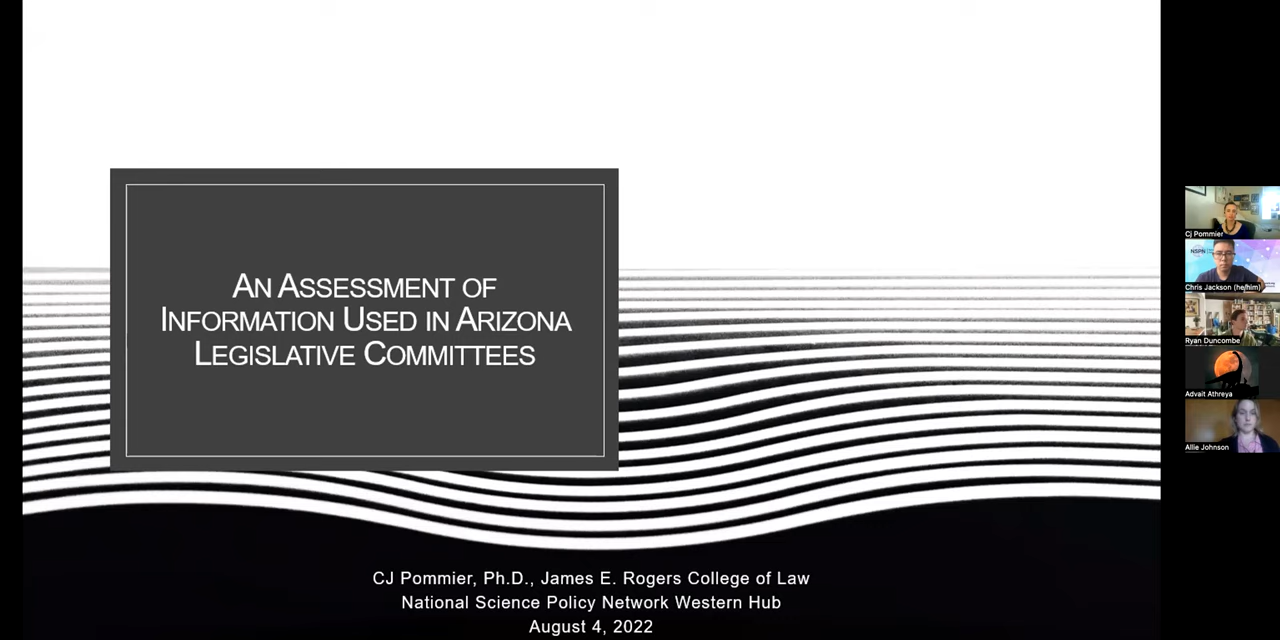 AN ASSESSMENT OF
INFORMATION USED IN ARIZONA
LEGISLATIVE COMMITTEES
CJ Pommier, Ph.D., James E. Rogers College of Law
National Science Policy Network Western Hub
August 4, 2022
Cj Pommier
NSPN
Chris Jackson (he/him)
Ryan Duncombe
Advait Athreya
Allie Johnson